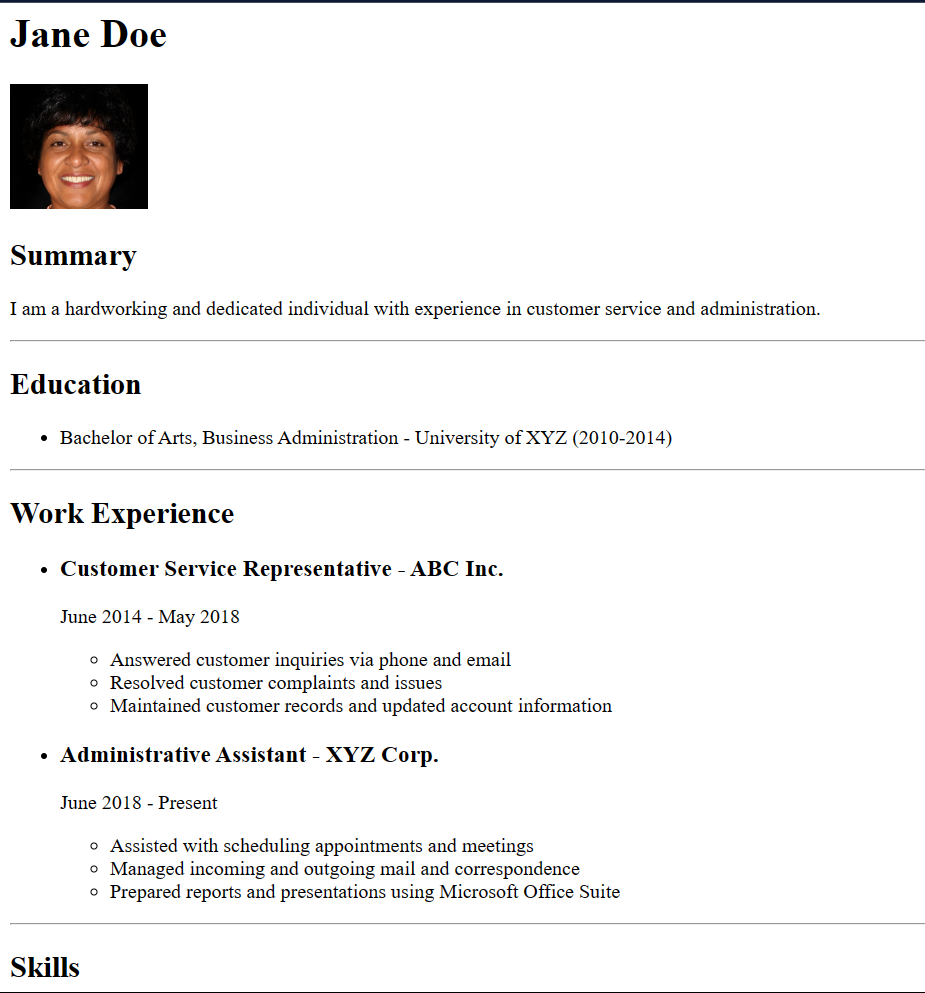 Jane Doe
Summary
I am a hardworking and dedicated individual with experience in customer service and administration.
Education
Bachelor of Arts, Business Administration - University of XYZ (2010-2014)
Work Experience
Customer Service Representative - ABC Inc.
June 2014 - May 2018
Answered customer inquiries via phone and email
Resolved customer complaints and issues
Maintained customer records and updated account information
Administrative Assistant - XYZ Corp.
June 2018 - Present
Assisted with scheduling appointments and meetings
Managed incoming and outgoing mail and correspondence
Prepared reports and presentations using Microsoft Office Suite
Skills